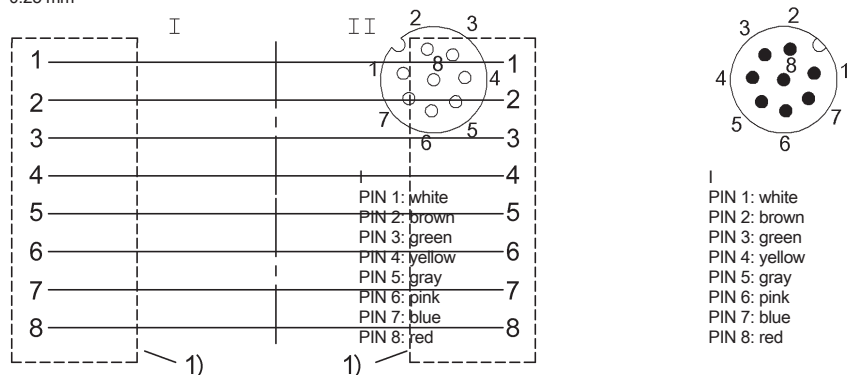 mm
I II
1 1
2 2
3 3
4 4
5 5
6 6
7 7
8 8
1) 1)
2 3
1 8 4
7 5
6
I
PIN 1: white
PIN 2: brown
PIN 3: green
PIN 4: yellow
PIN 5: gray
PIN 6: pink
PIN 7: blue
PIN 8: red
2
3
8 1
4
5 7
6
I
PIN 1: white
PIN 2: brown
PIN 3: green
PIN 4: yellow
PIN 5: gray
PIN 6: pink
PIN 7: blue
PIN 8: red